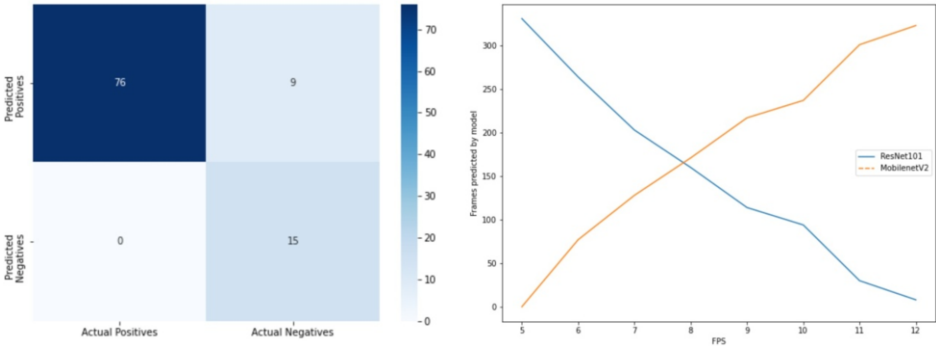 Predicted
Positives
Predicted
Negatives
76
9
0
15
Actual Positives
Actual Negatives
70
60
50
40
30
20
10
0
Frames predicted by model
300
250
200
150
100
50
0
ResNet101
MobilenetV2
5 6 7 8 9 10 11 12
FPS